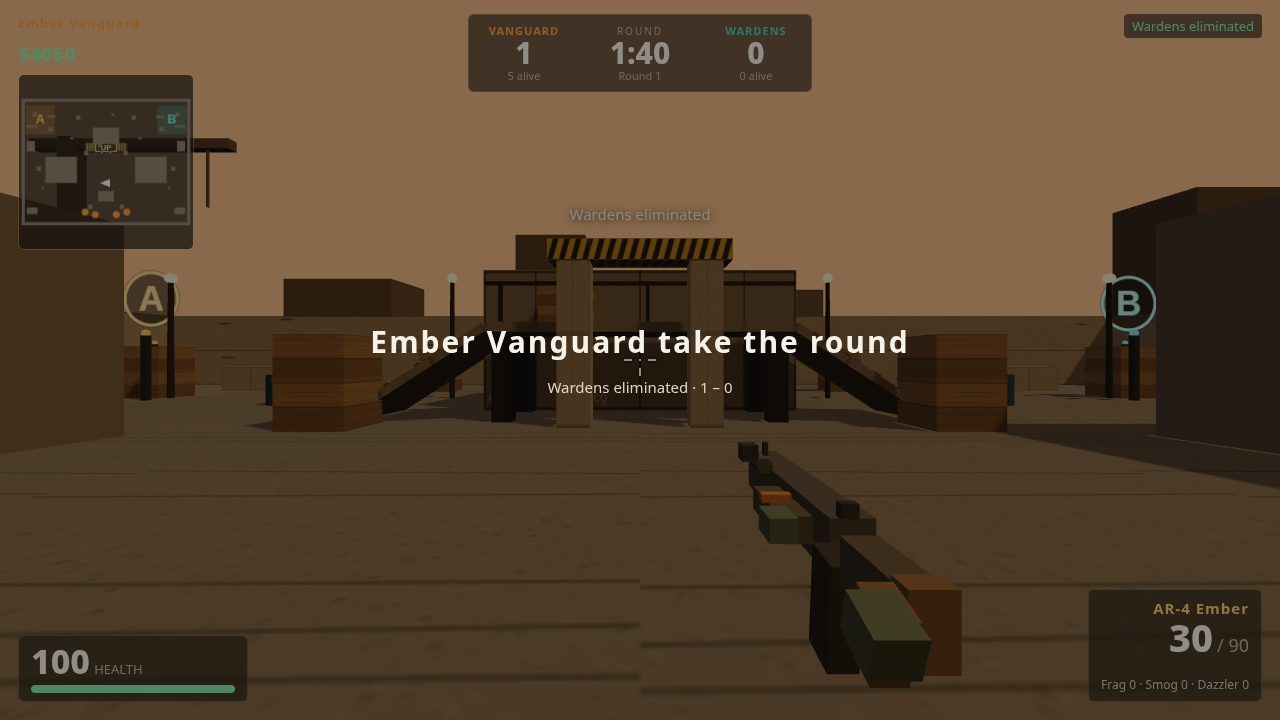 Ember Vanguard
$4050
VANGUARD
1
5 alive
ROUND
1:40
Round 1
WARDENS
0
0 alive
Wardens eliminated
A
B
UP
Wardens eliminated
A
B
Ember Vanguard take the round
Wardens eliminated · 1 – 0
100 HEALTH
AR-4 Ember
30 / 90
Frag 0 · Smog 0 · Dazzler 0